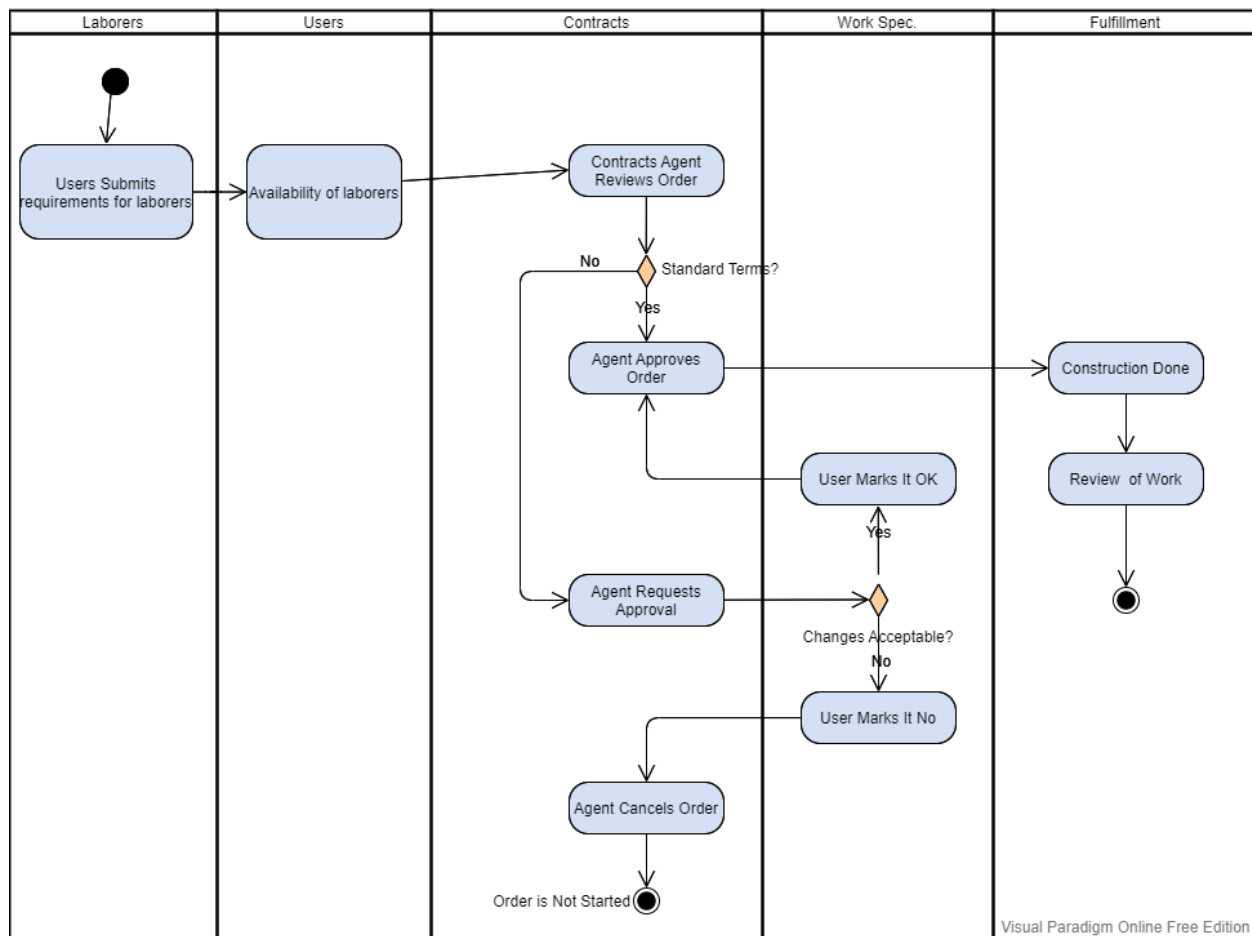 Laborers
Users
Contracts
Work Spec.
Fulfillment
Users Submits
requirements for laborers
Availability of laborers
Contracts Agent
Reviews Order
No
Standard Terms?
Yes
Agent Approves
Order
Construction Done
User Marks It OK
Review of Work
Yes
Agent Requests
Approval
Changes Acceptable?
No
User Marks It No
Agent Cancels Order
Order is Not Started
Visual Paradigm Online Free Edition